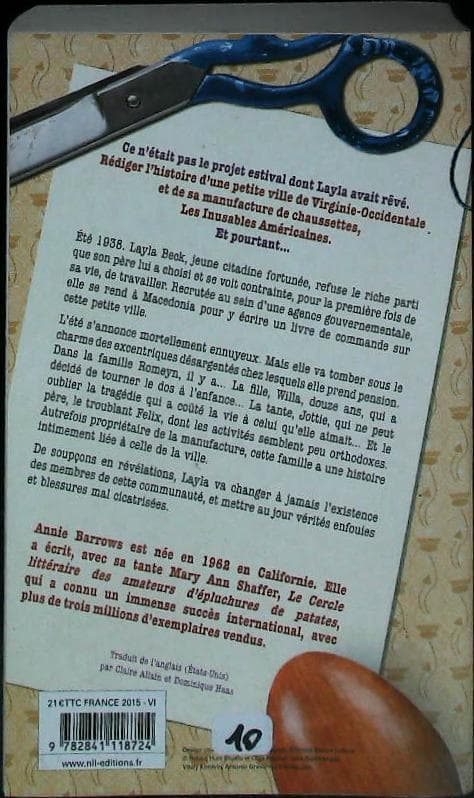 Ce n'était pas le projet estival dont Layla avait rêvé.
Rédiger l'histoire d'une petite ville de Virginie-Occidentale
et de sa manufacture de chaussettes,
Les Inusables Américaines.
Et pourtant...
Été 1938. Layla Beck, jeune citadine fortunée, refuse le riche parti
que son père lui a choisi et se voit contrainte, pour la première fois de
sa vie, de travailler. Recrutée au sein d'une agence gouvernementale,
elle se rend à Macedonia pour y écrire un livre de commande sur
cette petite ville.
L'été s'annonce mortellement ennuyeux. Mais elle va tomber sous le
charme des excentriques désargentés chez lesquels elle prend pension.
Dans la famille Romeyn, il y a... La fille, Willa, douze ans, qui a
décidé de tourner le dos à l'enfance... La tante, Jottie, qui ne peut
oublier la tragédie qui a coûté la vie à celui qu'elle aimait... Et le
père, le troublant Felix, dont les activités semblent peu orthodoxes.
Autrefois propriétaire de la manufacture, cette famille a une histoire
intimement liée à celle de la ville.
De soupçons en révélations, Layla va changer à jamais l'existence
des membres de cette communauté, et mettre au jour vérités enfouies
et blessures mal cicatrisées.
Annie Barrows est née en 1962 en Californie. Elle
a écrit, avec sa tante Mary Ann Shaffer, Le Cercle
littéraire des amateurs d'épluchures de patates,
qui a connu un immense succès international, avec
plus de trois millions d'exemplaires vendus.
Traduit de l'anglais (États-Unis)
par Claire Allain et Dominique Haas
21 € TTC FRANCE 2015 - VI
9 782841 118724
www.nil-editions.fr
10
Design